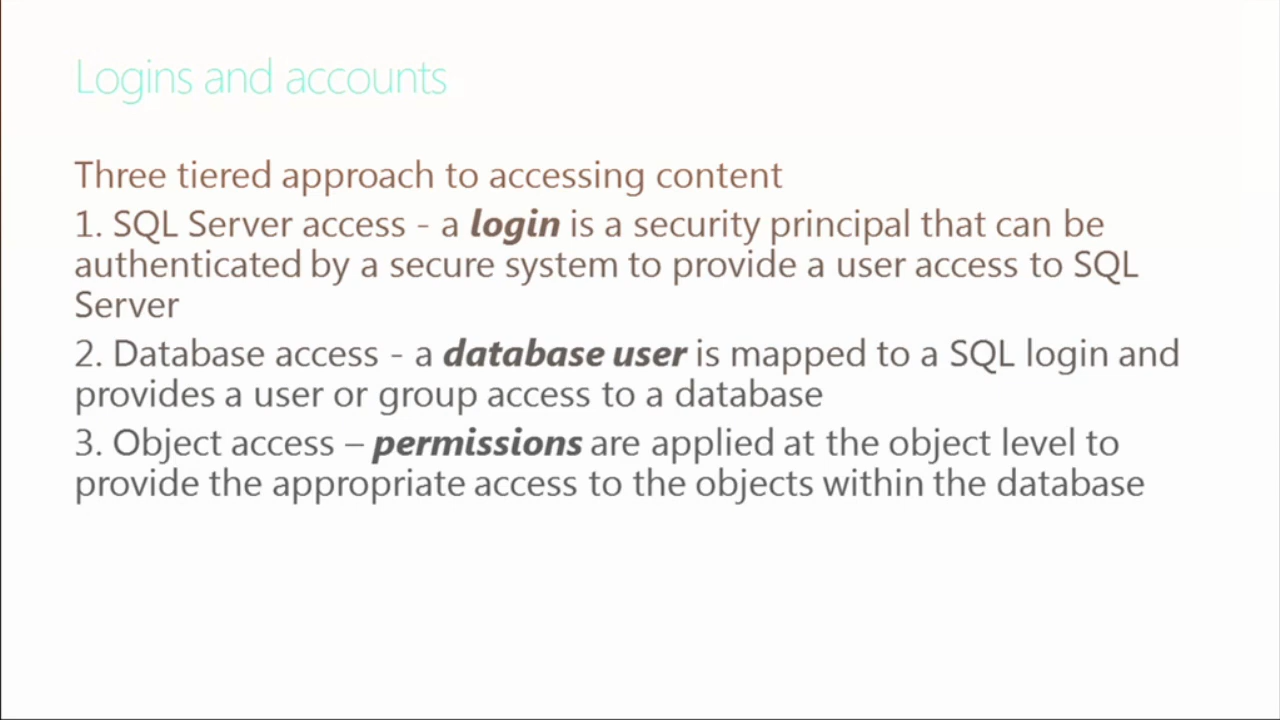 Logins and accounts
Three tiered approach to accessing content
1. SQL Server access - a login is a security principal that can be
authenticated by a secure system to provide a user access to SQL
Server
2. Database access - a database user is mapped to a SQL login and
provides a user or group access to a database
3. Object access – permissions are applied at the object level to
provide the appropriate access to the objects within the database